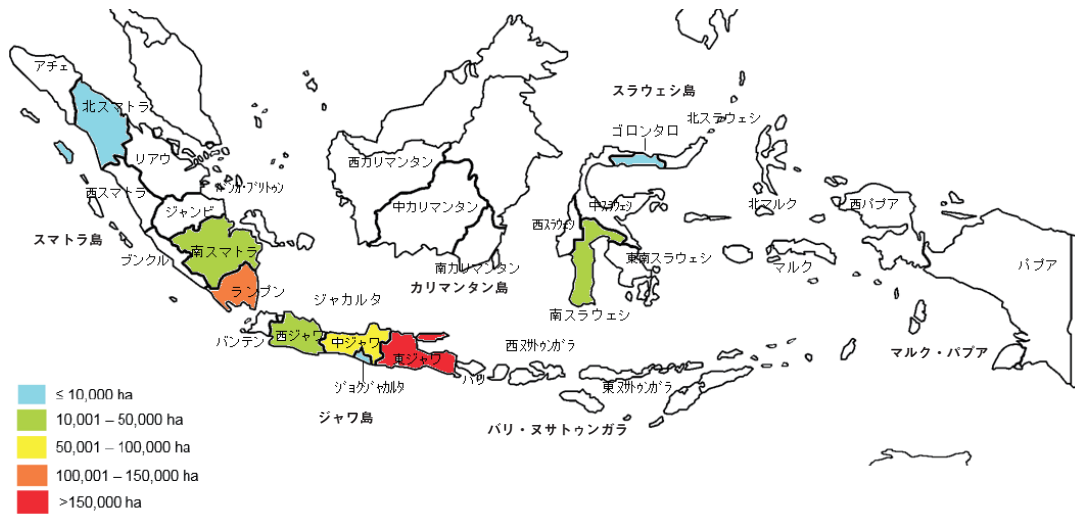 アチェ
北スマトラ
リアウ
西スマトラ
ジャンビ
スマトラ島
南スマトラ
ブンクル
ランプン
バンテン
ジャカルタ
西ジャワ
中ジャワ
東ジャワ
ジョクジャカルタ
バリ
ジャワ島
西カリマンタン
中カリマンタン
南カリマンタン
カリマンタン島
スラウェシ島
北スラウェシ
ゴロンタロ
西ｽﾗｳｪｼ
中ｽﾗｳｪｼ
東南スラウェシ
南スラウェシ
西ﾇｻﾄｩﾝｶﾞﾗ
東ﾇｻﾄｩﾝｶﾞﾗ
バリ・ヌサトゥンガラ
北マルク
マルク
西パプア
パプア
マルク・パプア
≤ 10,000 ha
10,001 – 50,000 ha
50,001 – 100,000 ha
100,001 – 150,000 ha
>150,000 ha